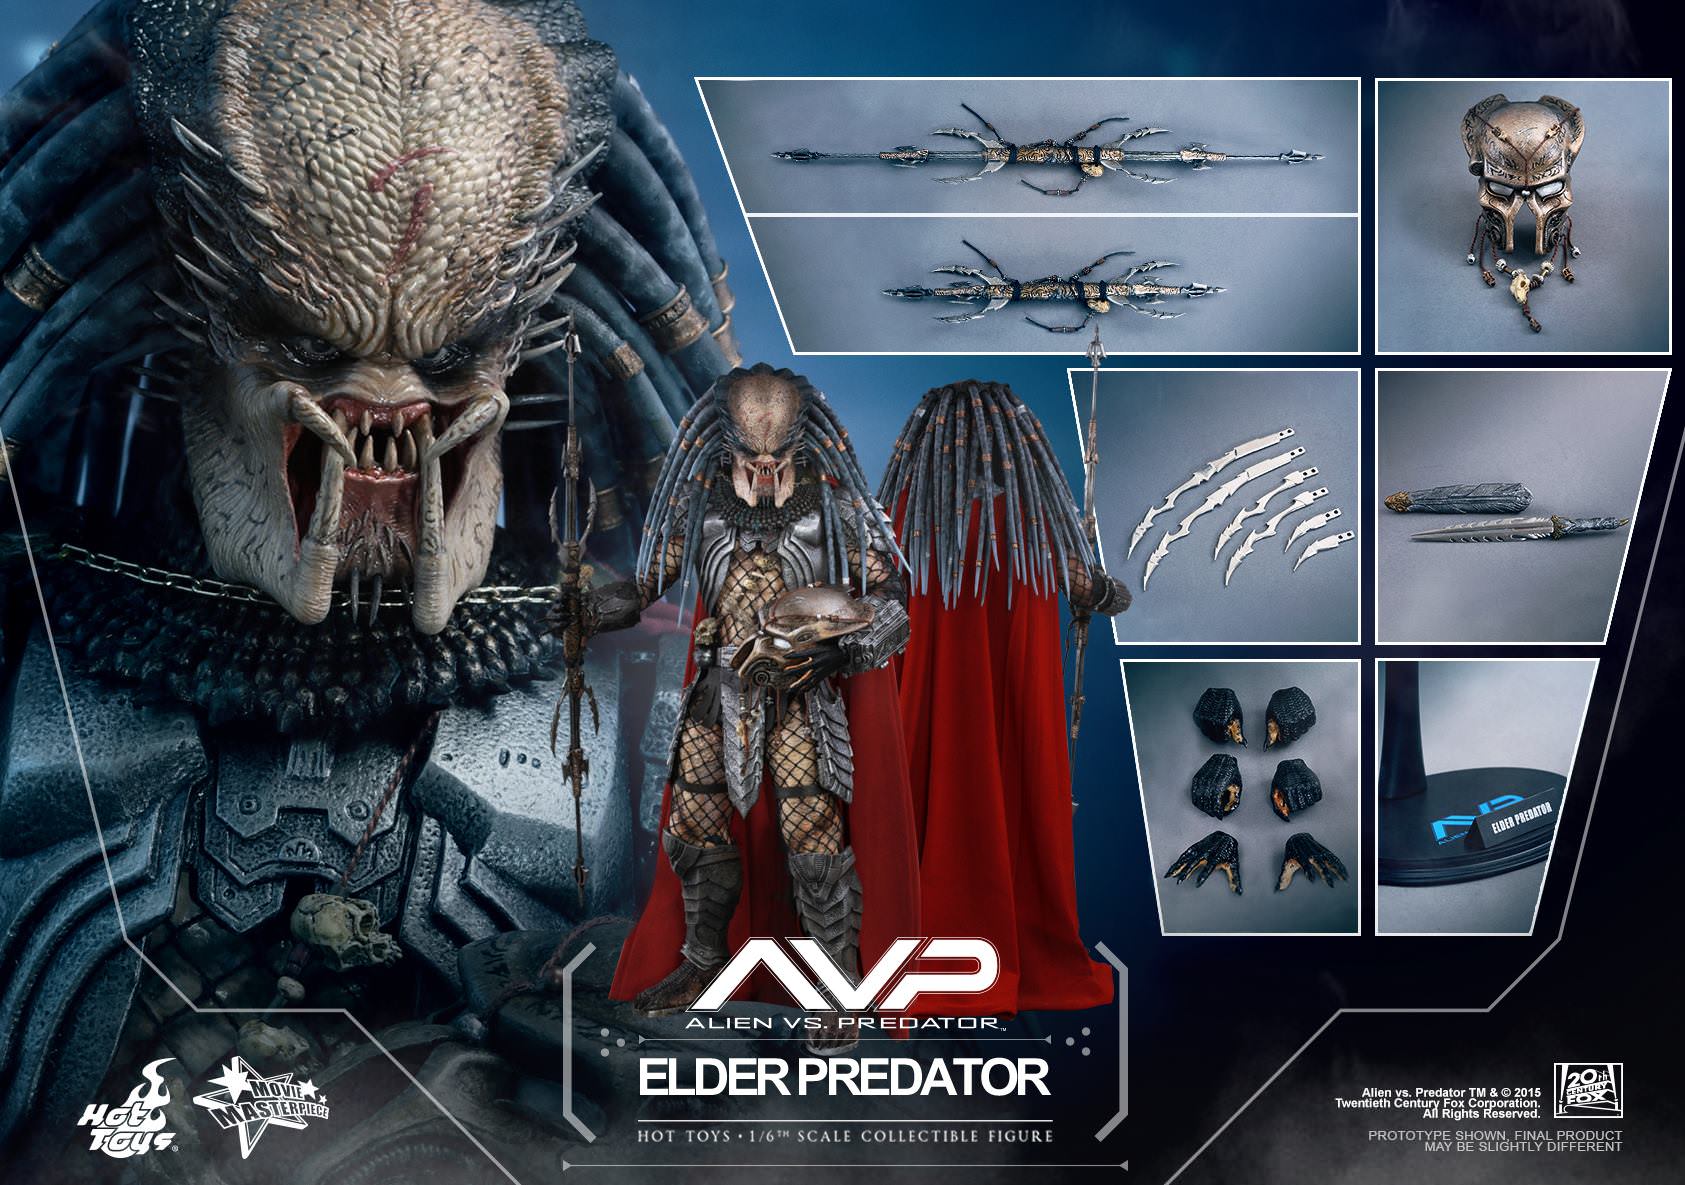 AVP
ALIEN VS. PREDATOR™
ELDER PREDATOR
HOT TOYS • 1/6TH SCALE COLLECTIBLE FIGURE
Hot
Toys®
MOVIE
MASTERPIECE
AVP
ELDER PREDATOR
Alien vs. Predator TM & © 2015
Twentieth Century Fox Corporation.
All Rights Reserved.
20th
CENTURY
FOX
PROTOTYPE SHOWN, FINAL PRODUCT
MAY BE SLIGHTLY DIFFERENT